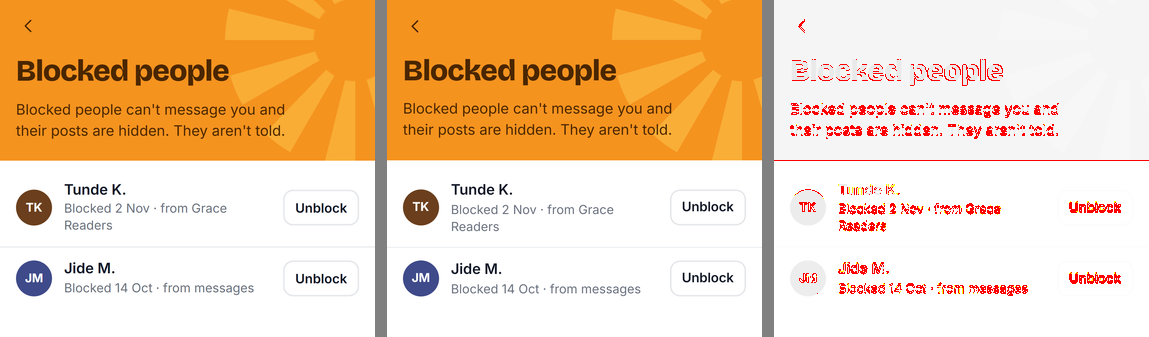 Blocked people
Blocked people can't message you and
their posts are hidden. They aren't told.
TK
Tunde K.
Blocked 2 Nov · from Grace
Readers
Unblock
JM
Jide M.
Blocked 14 Oct · from messages
Unblock
Blocked people
Blocked people can't message you and
their posts are hidden. They aren't told.
TK
Tunde K.
Blocked 2 Nov · from Grace
Readers
Unblock
JM
Jide M.
Blocked 14 Oct · from messages
Unblock
Blocked people
Blocked people can't message you and
their posts are hidden. They aren't told.
TK
Tunde K.
Blocked 2 Nov · from Grace
Readers
Unblock
JM
Jide M.
Blocked 14 Oct · from messages
Unblock